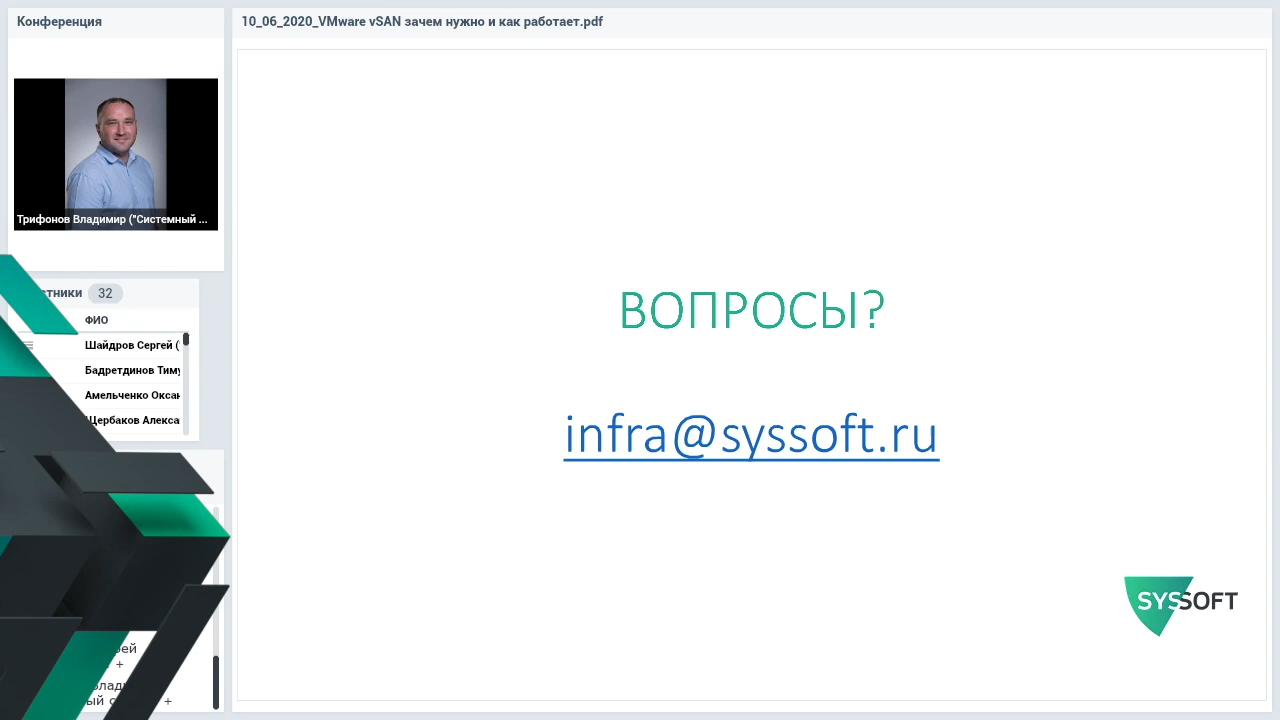 Конференция
Трифонов Владимир ("Системный ...
32
ФИО
Шайдров Сергей (
Бадретдинов Тиму
Амельченко Оксан
Щербаков Алекса
+
+
10_06_2020_VMware vSAN зачем нужно и как работает.pdf
ВОПРОСЫ?
infra@syssoft.ru
SYSSOFT